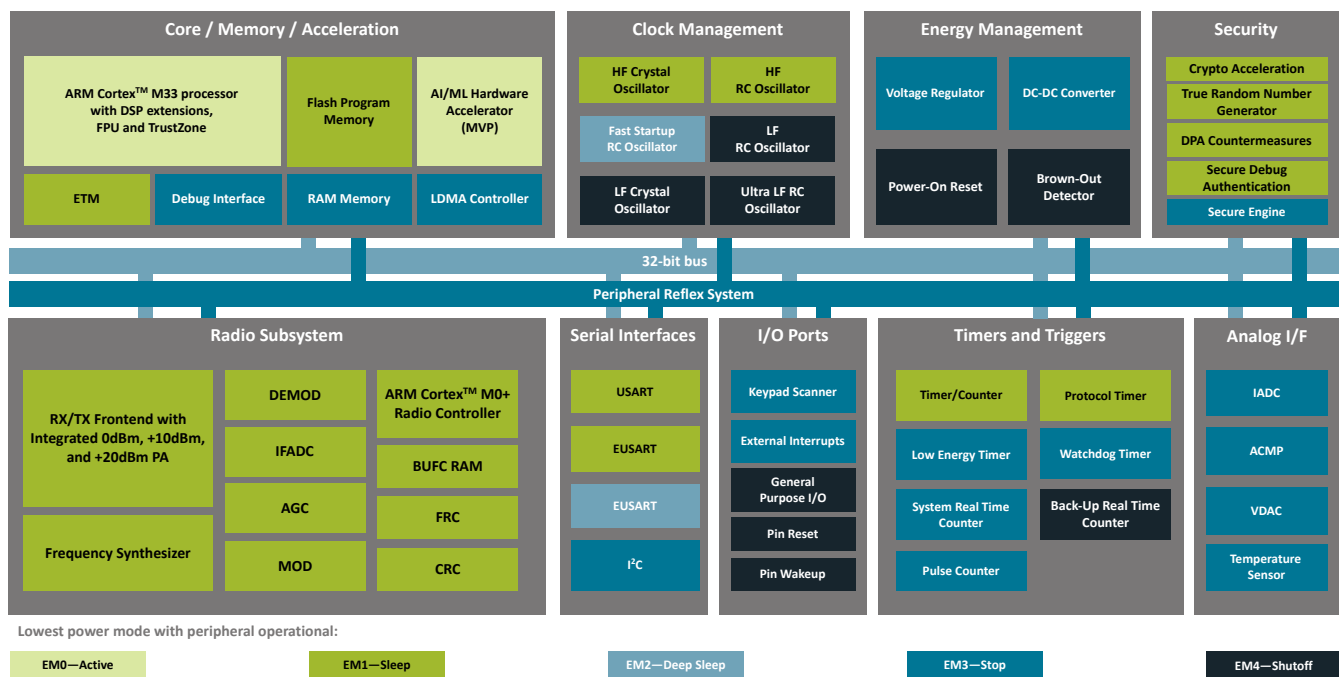 Core / Memory / Acceleration
ARM Cortex™ M33 processor
with DSP extensions,
FPU and TrustZone
Flash Program
Memory
AI/ML Hardware
Accelerator
(MVP)
ETM
Debug Interface
RAM Memory
LDMA Controller
Clock Management
HF Crystal
Oscillator
HF
RC Oscillator
Fast Startup
RC Oscillator
LF
RC Oscillator
LF Crystal
Oscillator
Ultra LF RC
Oscillator
Energy Management
Voltage Regulator
DC-DC Converter
Power-On Reset
Brown-Out
Detector
Security
Crypto Acceleration
True Random Number
Generator
DPA Countermeasures
Secure Debug
Authentication
Secure Engine
32-bit bus
Peripheral Reflex System
Radio Subsystem
RX/TX Frontend with
Integrated 0dBm, +10dBm,
and +20dBm PA
Frequency Synthesizer
DEMOD
IFADC
AGC
MOD
ARM Cortex™ M0+
Radio Controller
BUFC RAM
FRC
CRC
Serial Interfaces
USART
EUSART
EUSART
I²C
I/O Ports
Keypad Scanner
External Interrupts
General
Purpose I/O
Pin Reset
Pin Wakeup
Timers and Triggers
Timer/Counter
Protocol Timer
Low Energy Timer
Watchdog Timer
System Real Time
Counter
Back-Up Real Time
Counter
Pulse Counter
Analog I/F
IADC
ACMP
VDAC
Temperature
Sensor
Lowest power mode with peripheral operational:
EM0—Active
EM1—Sleep
EM2—Deep Sleep
EM3—Stop
EM4—Shutoff